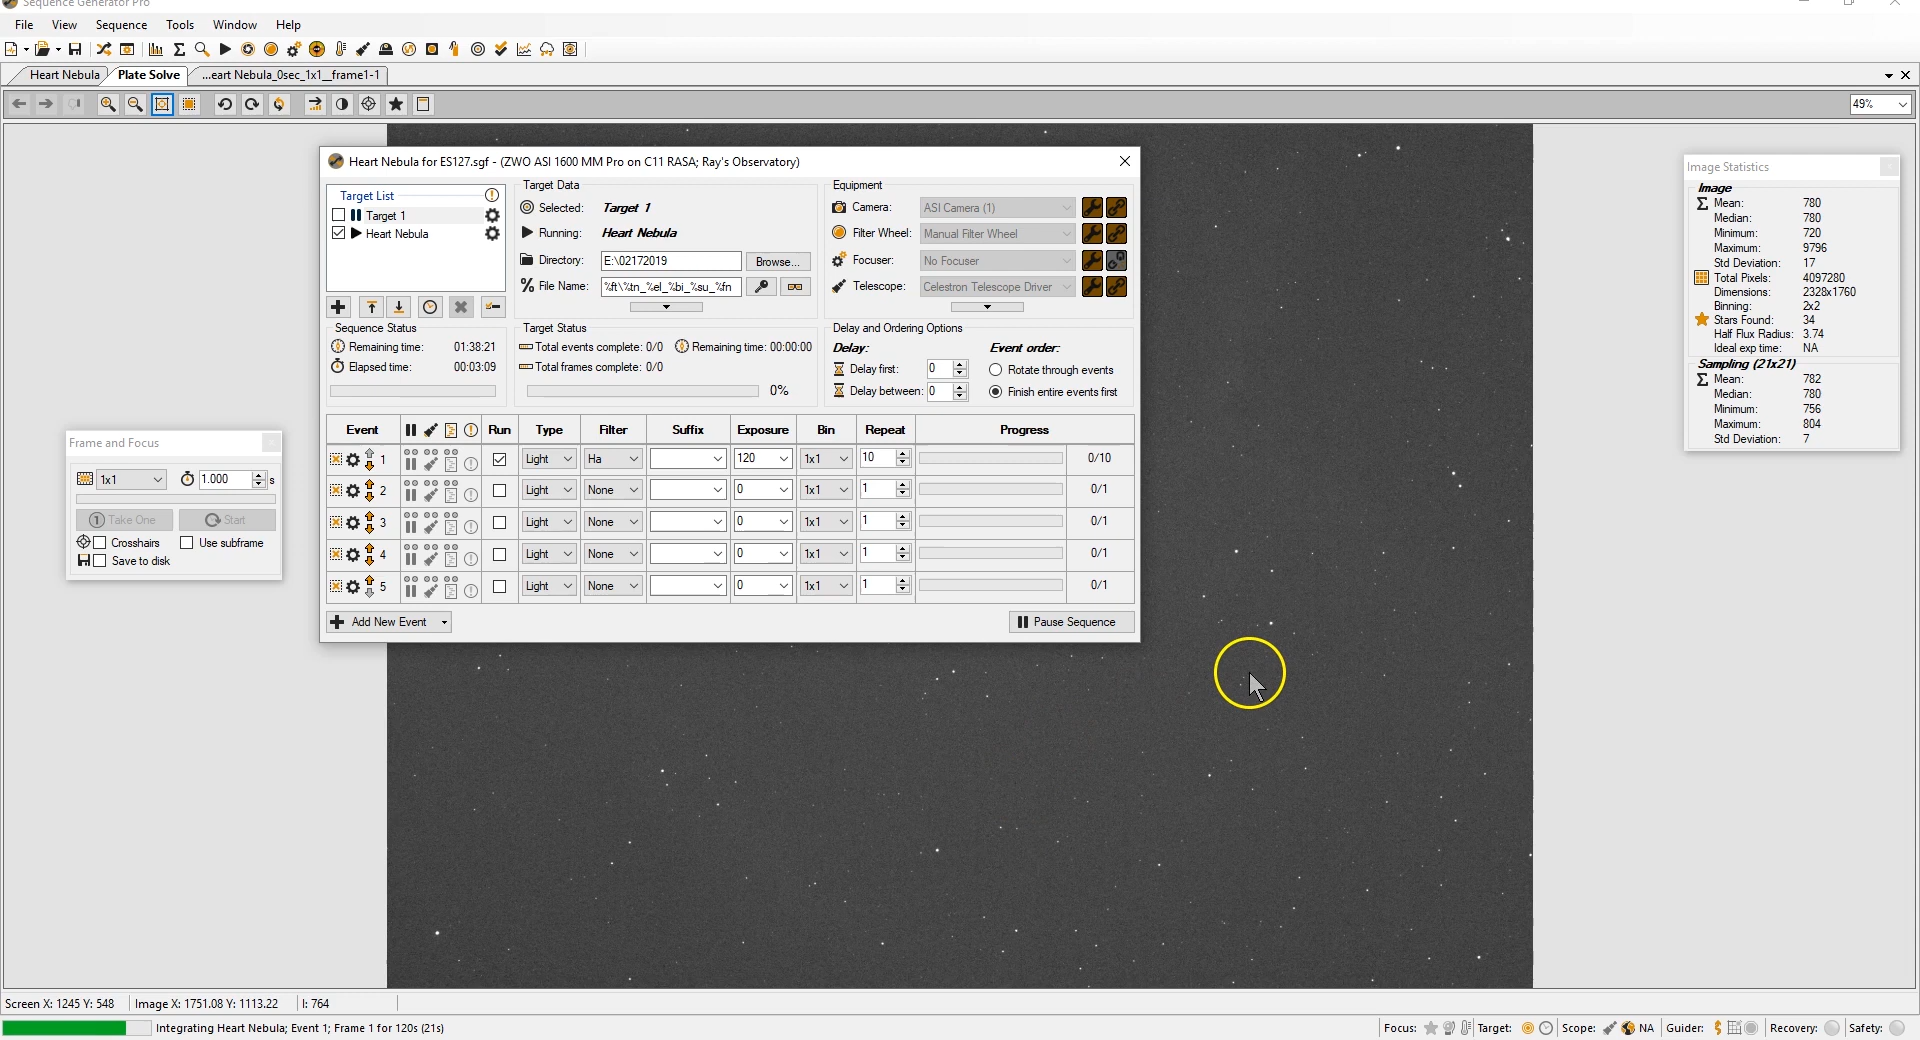 Sequence Generator Pro
File View Sequence Tools Window Help
Heart Nebula Plate Solve ...eart Nebula_0sec_1x1__frame1-1
49%
Heart Nebula for ES127.sgf - (ZWO ASI 1600 MM Pro on C11 RASA; Ray's Observatory)
Target List
Target 1
Heart Nebula
Target Data
Selected: Target 1
Running: Heart Nebula
Directory: E:\02172019 Browse...
File Name: %ft\%tn_%el_%bi_%su_%fn
Equipment
Camera: ASI Camera (1)
Filter Wheel: Manual Filter Wheel
Focuser: No Focuser
Telescope: Celestron Telescope Driver
Sequence Status
Remaining time: 01:38:21
Elapsed time: 00:03:09
Target Status
Total events complete: 0/0 Remaining time: 00:00:00
Total frames complete: 0/0
0%
Delay and Ordering Options
Delay: Event order:
Delay first: 0 Rotate through events
Delay between: 0 Finish entire events first
Event Run Type Filter Suffix Exposure Bin Repeat Progress
1 Light Ha 120 1x1 10 0/10
2 Light None 0 1x1 1 0/1
3 Light None 0 1x1 1 0/1
4 Light None 0 1x1 1 0/1
5 Light None 0 1x1 1 0/1
Add New Event Pause Sequence
Frame and Focus
1x1 1.000 s
Take One Start
Crosshairs Use subframe
Save to disk
Image Statistics
Image
Mean: 780
Median: 780
Minimum: 720
Maximum: 9796
Std Deviation: 17
Total Pixels: 4097280
Dimensions: 2328x1760
Binning: 2x2
Stars Found: 34
Half Flux Radius: 3.74
Ideal exp time: NA
Sampling (21x21)
Mean: 782
Median: 780
Minimum: 756
Maximum: 804
Std Deviation: 7
Screen X: 1245 Y: 548 Image X: 1751.08 Y: 1113.22 I: 764
Integrating Heart Nebula; Event 1; Frame 1 for 120s (21s) Focus: Target: Scope: NA Guider: Recovery: Safety: